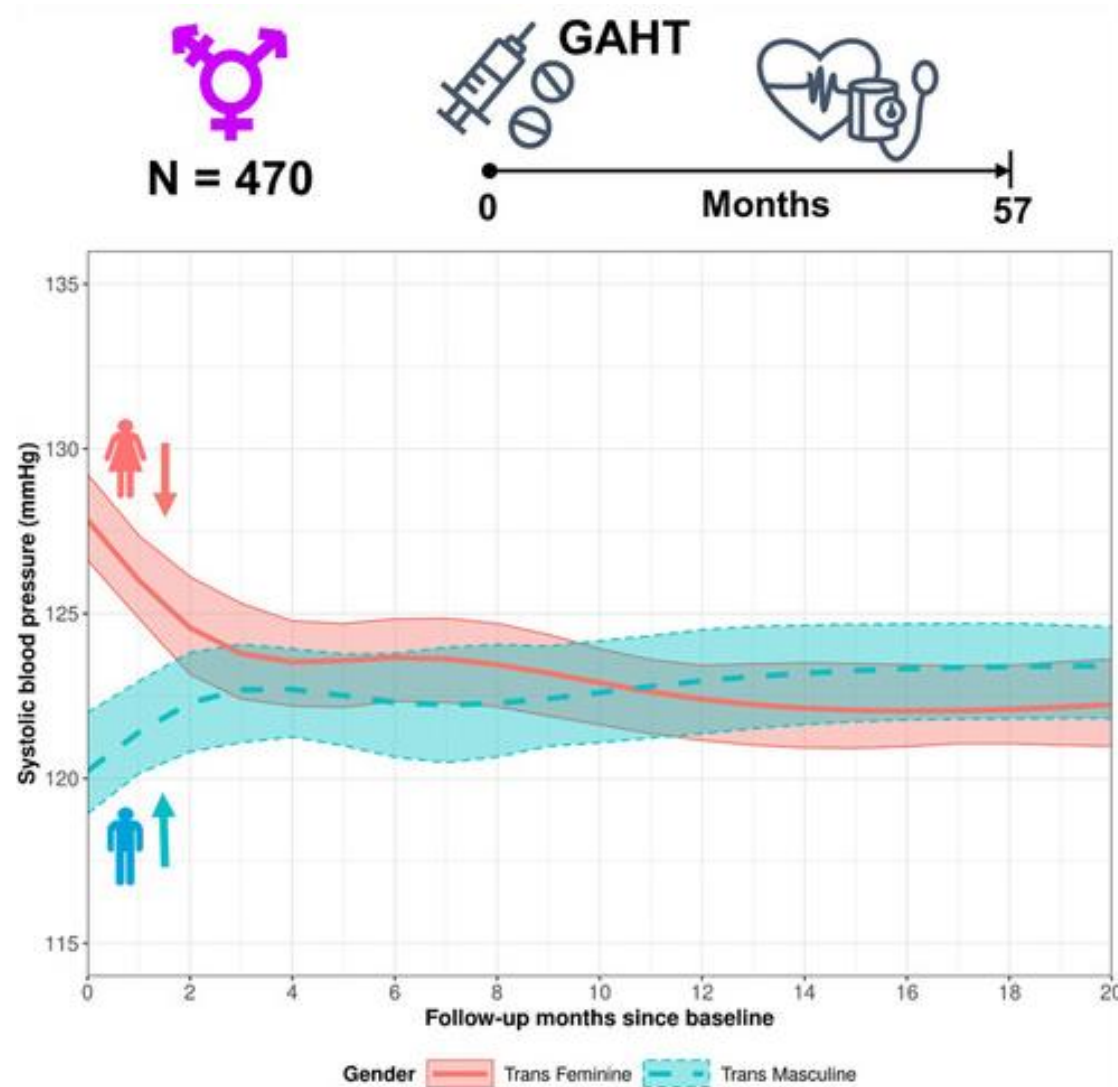 GAHT
N = 470
0 Months 57
Systolic blood pressure (mmHg)
135
130
125
120
115
0 2 4 6 8 10 12 14 16 18 20
Follow-up months since baseline
Gender Trans Feminine Trans Masculine